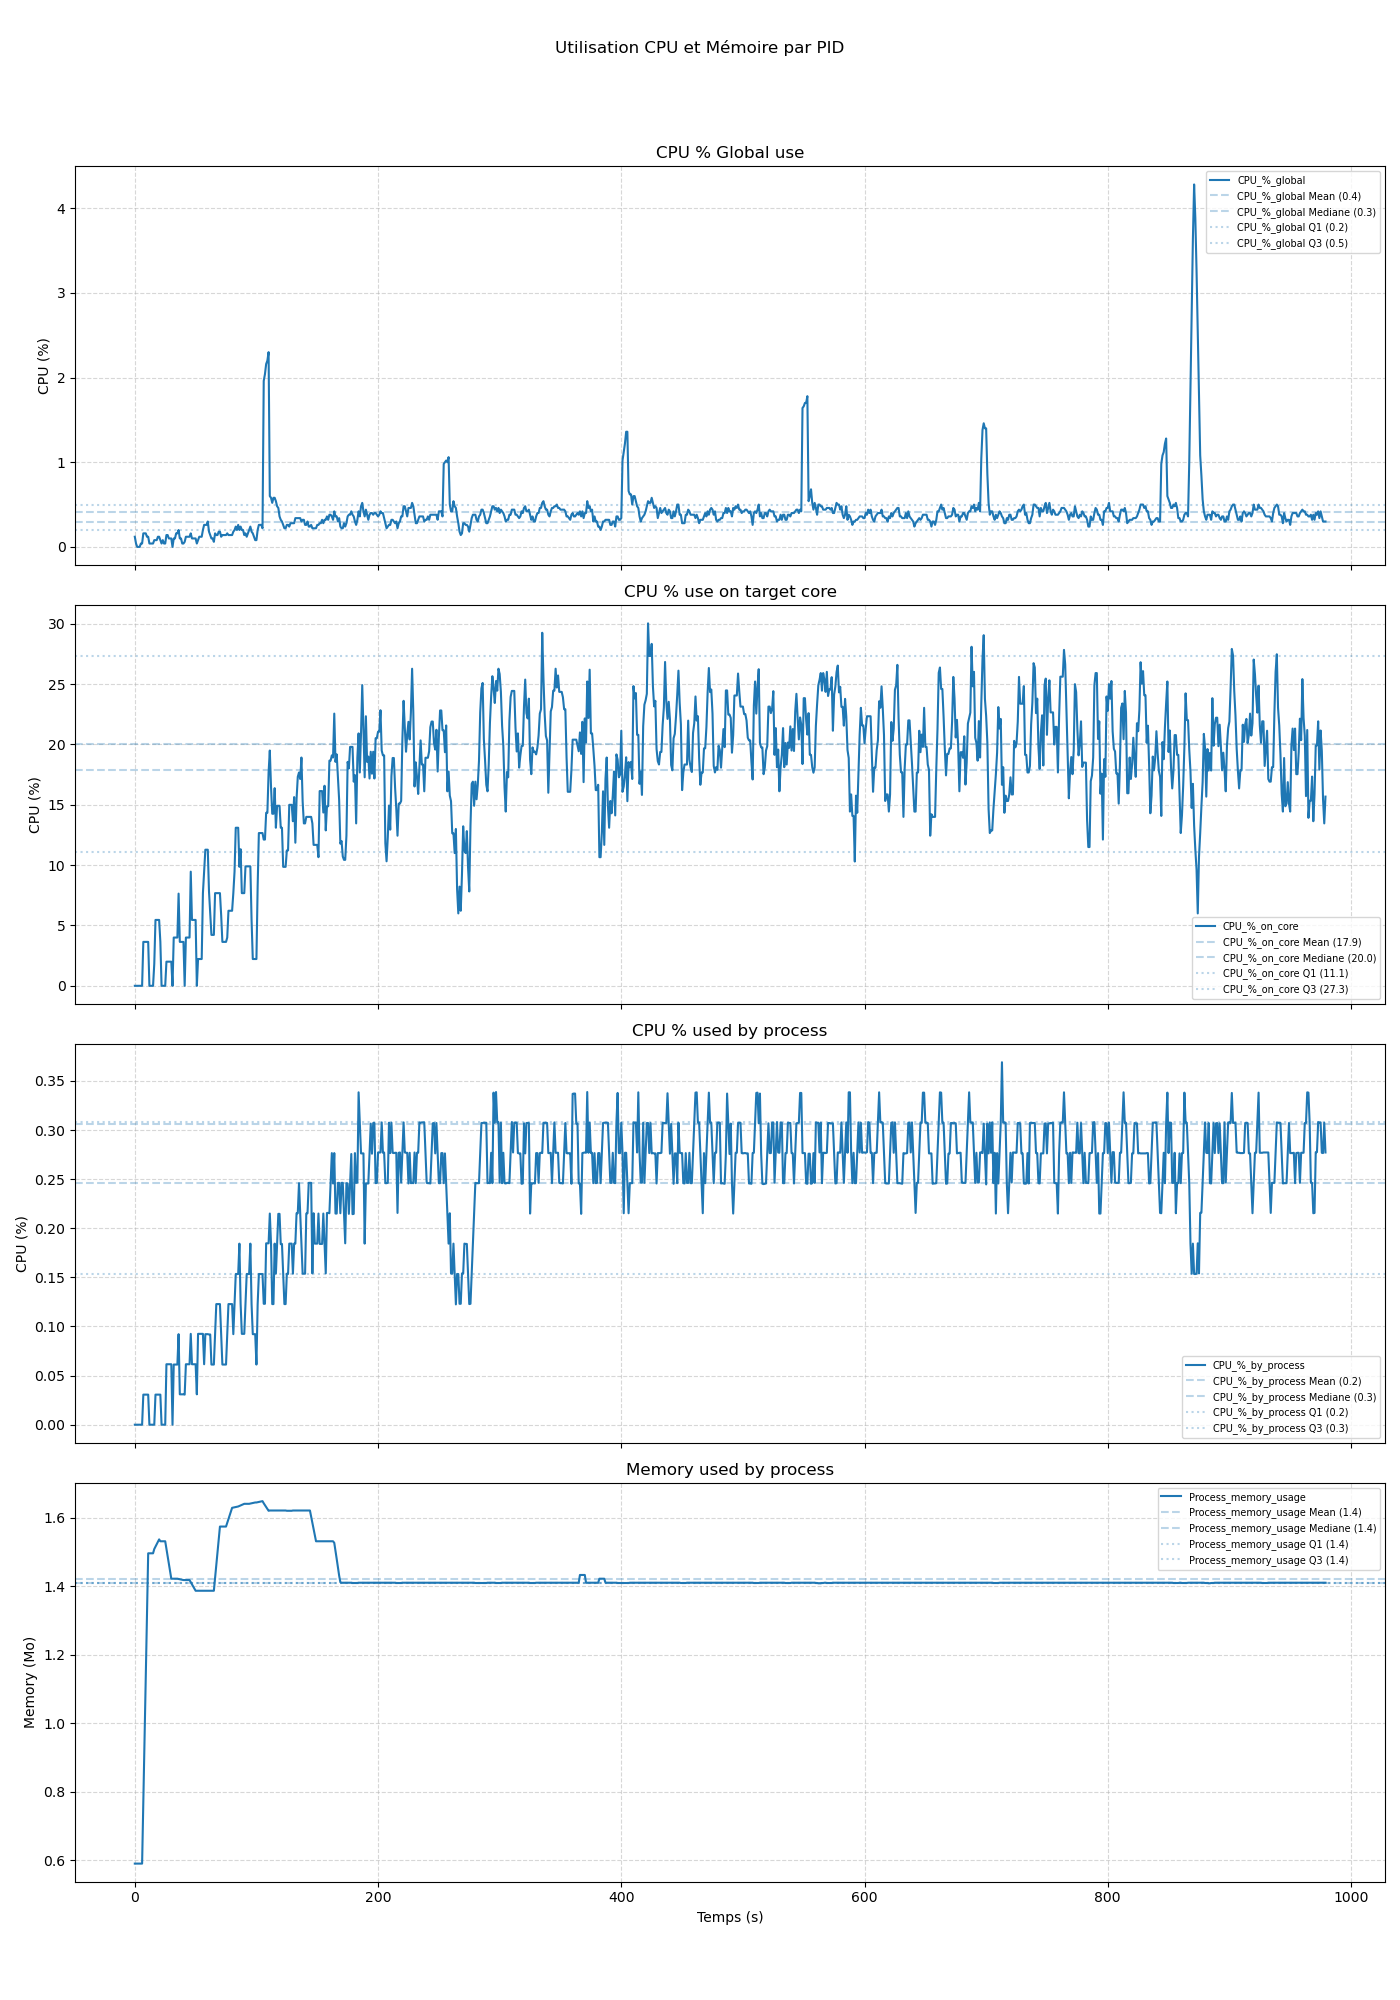 Utilisation CPU et Mémoire par PID
CPU % Global use
CPU (%)
4
3
2
1
0
CPU_%_global
CPU_%_global Mean (0.4)
CPU_%_global Mediane (0.3)
CPU_%_global Q1 (0.2)
CPU_%_global Q3 (0.5)
CPU % use on target core
CPU (%)
30
25
20
15
10
5
0
CPU_%_on_core
CPU_%_on_core Mean (17.9)
CPU_%_on_core Mediane (20.0)
CPU_%_on_core Q1 (11.1)
CPU_%_on_core Q3 (27.3)
CPU % used by process
CPU (%)
0.35
0.30
0.25
0.20
0.15
0.10
0.05
0.00
CPU_%_by_process
CPU_%_by_process Mean (0.2)
CPU_%_by_process Mediane (0.3)
CPU_%_by_process Q1 (0.2)
CPU_%_by_process Q3 (0.3)
Memory used by process
Memory (Mo)
1.6
1.4
1.2
1.0
0.8
0.6
Process_memory_usage
Process_memory_usage Mean (1.4)
Process_memory_usage Mediane (1.4)
Process_memory_usage Q1 (1.4)
Process_memory_usage Q3 (1.4)
0 200 400 600 800 1000
Temps (s)